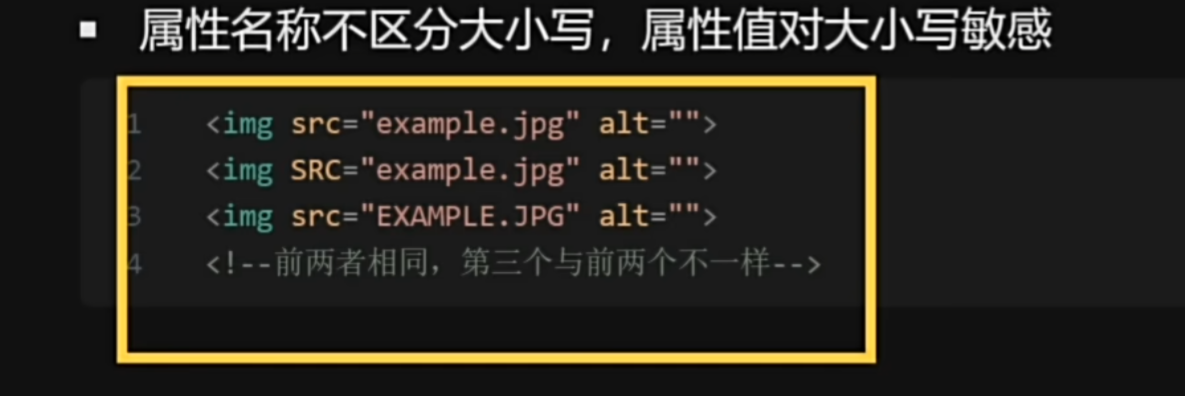 ▪ 属性名称不区分大小写，属性值对大小写敏感
1 <img src="example.jpg" alt="">
2 <img SRC="example.jpg" alt="">
3 <img src="EXAMPLE.JPG" alt="">
4 <!--前两者相同，第三个与前两个不一样-->